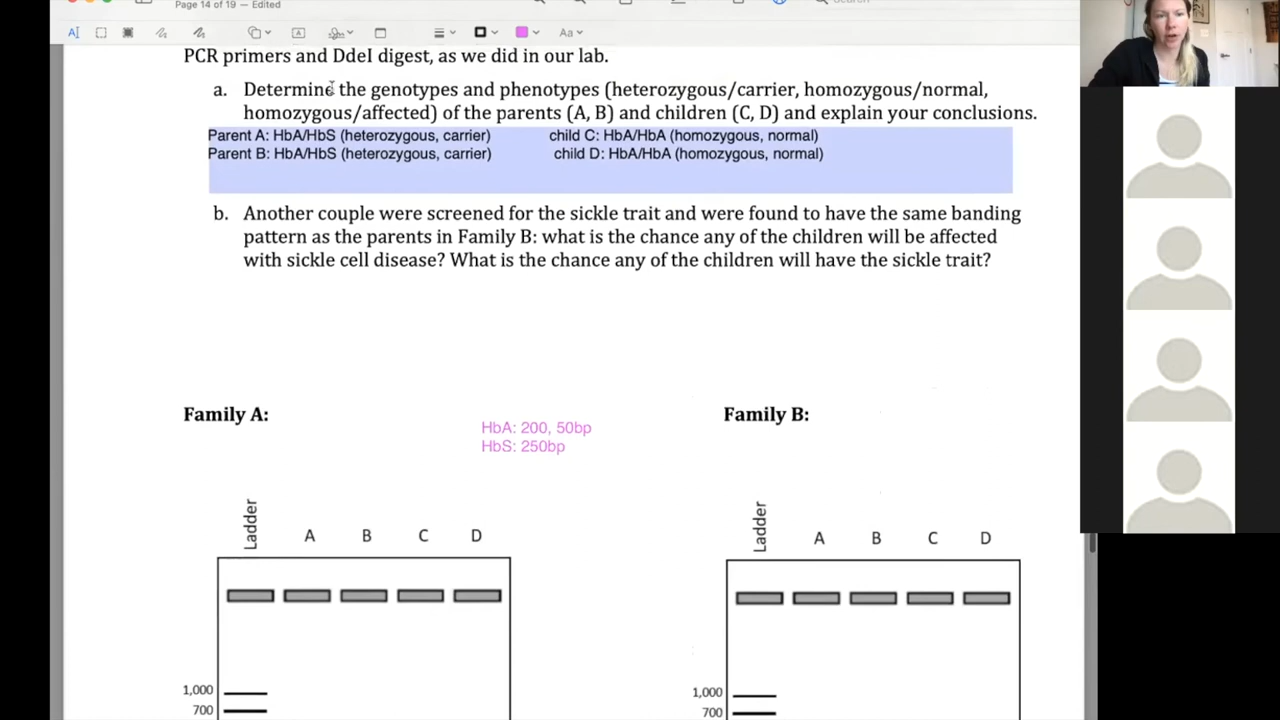 Page 14 of 19 — Edited
PCR primers and DdeI digest, as we did in our lab.
a. Determine the genotypes and phenotypes (heterozygous/carrier, homozygous/normal,
homozygous/affected) of the parents (A, B) and children (C, D) and explain your conclusions.
Parent A: HbA/HbS (heterozygous, carrier) child C: HbA/HbA (homozygous, normal)
Parent B: HbA/HbS (heterozygous, carrier) child D: HbA/HbA (homozygous, normal)
b. Another couple were screened for the sickle trait and were found to have the same banding
pattern as the parents in Family B: what is the chance any of the children will be affected
with sickle cell disease? What is the chance any of the children will have the sickle trait?
Family A:
HbA: 200, 50bp
HbS: 250bp
Family B:
Ladder A B C D
1,000
700
Ladder A B C D
1,000
700